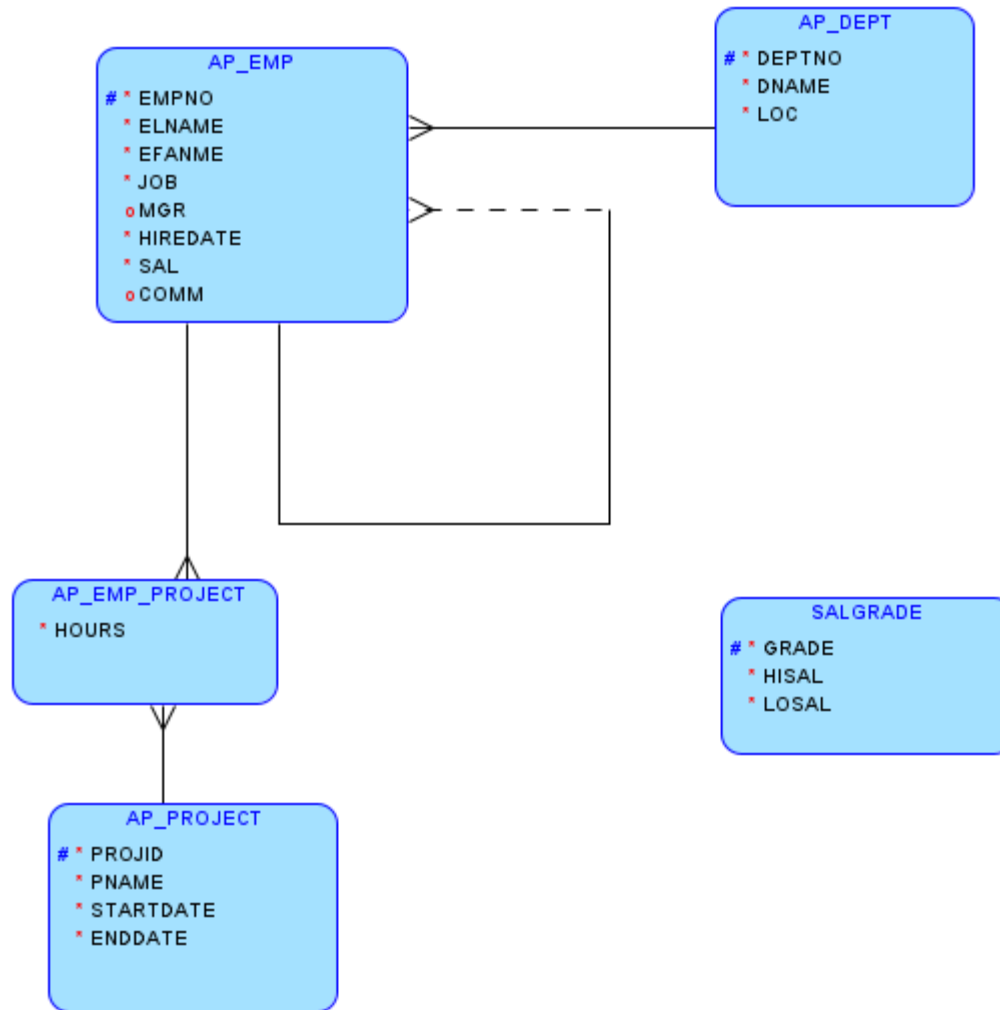 AP_EMP
# * EMPNO
* ELNAME
* EFANME
* JOB
o MGR
* HIREDATE
* SAL
o COMM
AP_DEPT
# * DEPTNO
* DNAME
* LOC
AP_EMP_PROJECT
* HOURS
SALGRADE
# * GRADE
* HISAL
* LOSAL
AP_PROJECT
# * PROJID
* PNAME
* STARTDATE
* ENDDATE